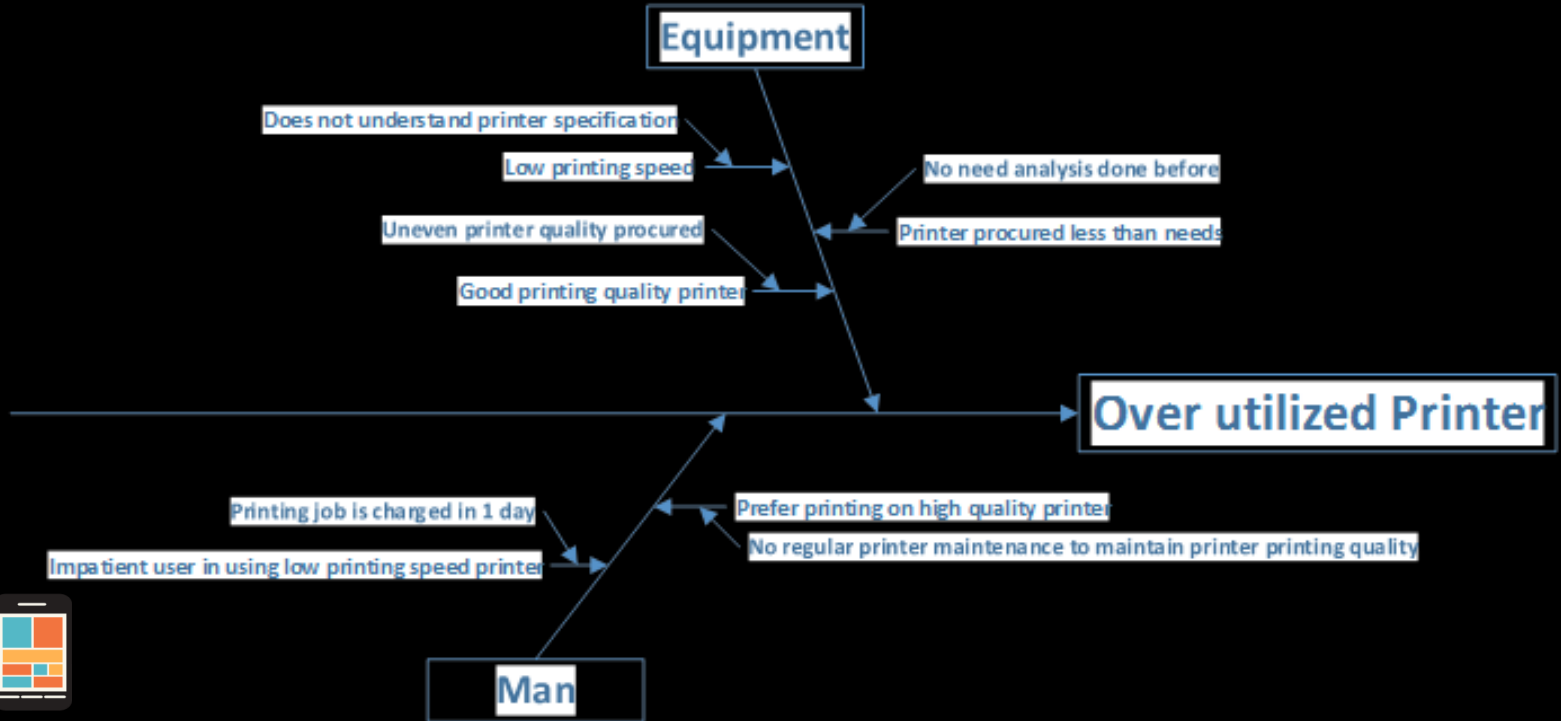 Equipment
Does not understand printer specification
Low printing speed
No need analysis done before
Uneven printer quality procured
Printer procured less than needs
Good printing quality printer
Over utilized Printer
Printing job is charged in 1 day
Prefer printing on high quality printer
No regular printer maintenance to maintain printer printing quality
Impatient user in using low printing speed printer
Man